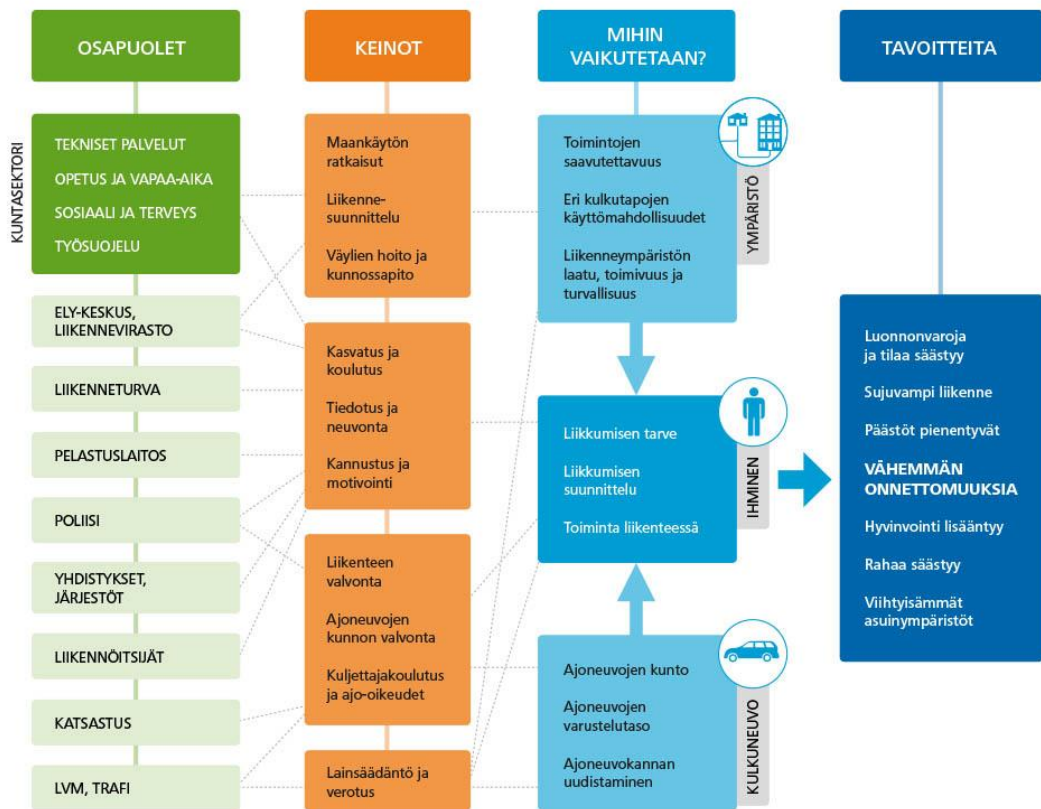 OSAPUOLET
KUNTASEKTORI
TEKNISET PALVELUT
OPETUS JA VAPAA-AIKA
SOSIAALI JA TERVEYS
TYÖSUOJELU
ELY-KESKUS,
LIIKENNEVIRASTO
LIIKENNETURVA
PELASTUSLAITOS
POLIISI
YHDISTYKSET,
JÄRJESTÖT
LIIKENNÖITSIJÄT
KATSASTUS
LVM, TRAFI
KEINOT
Maankäytön
ratkaisut
Liikenne-
suunnittelu
Väylien hoito ja
kunnossapito
Kasvatus ja
koulutus
Tiedotus ja
neuvonta
Kannustus ja
motivointi
Liikenteen
valvonta
Ajoneuvojen
kunnon valvonta
Kuljettajakoulutus
ja ajo-oikeudet
Lainsäädäntö ja
verotus
MIHIN
VAIKUTETAAN?
Toimintojen
saavutettavuus
Eri kulkutapojen
käyttömahdollisuudet
Liikenneympäristön
laatu, toimivuus ja
turvallisuus
YMPÄRISTÖ
Liikkumisen tarve
Liikkumisen
suunnittelu
Toiminta liikenteessä
IHMINEN
Ajoneuvojen kunto
Ajoneuvojen
varustelutaso
Ajoneuvokannan
uudistaminen
KULKUNEUVO
TAVOITTEITA
Luonnonvaroja
ja tilaa säästyy
Sujuvampi liikenne
Päästöt pienentyvät
VÄHEMMÄN
ONNETTOMUUKSIA
Hyvinvointi lisääntyy
Rahaa säästyy
Viihtyisämmät
asuinympäristöt